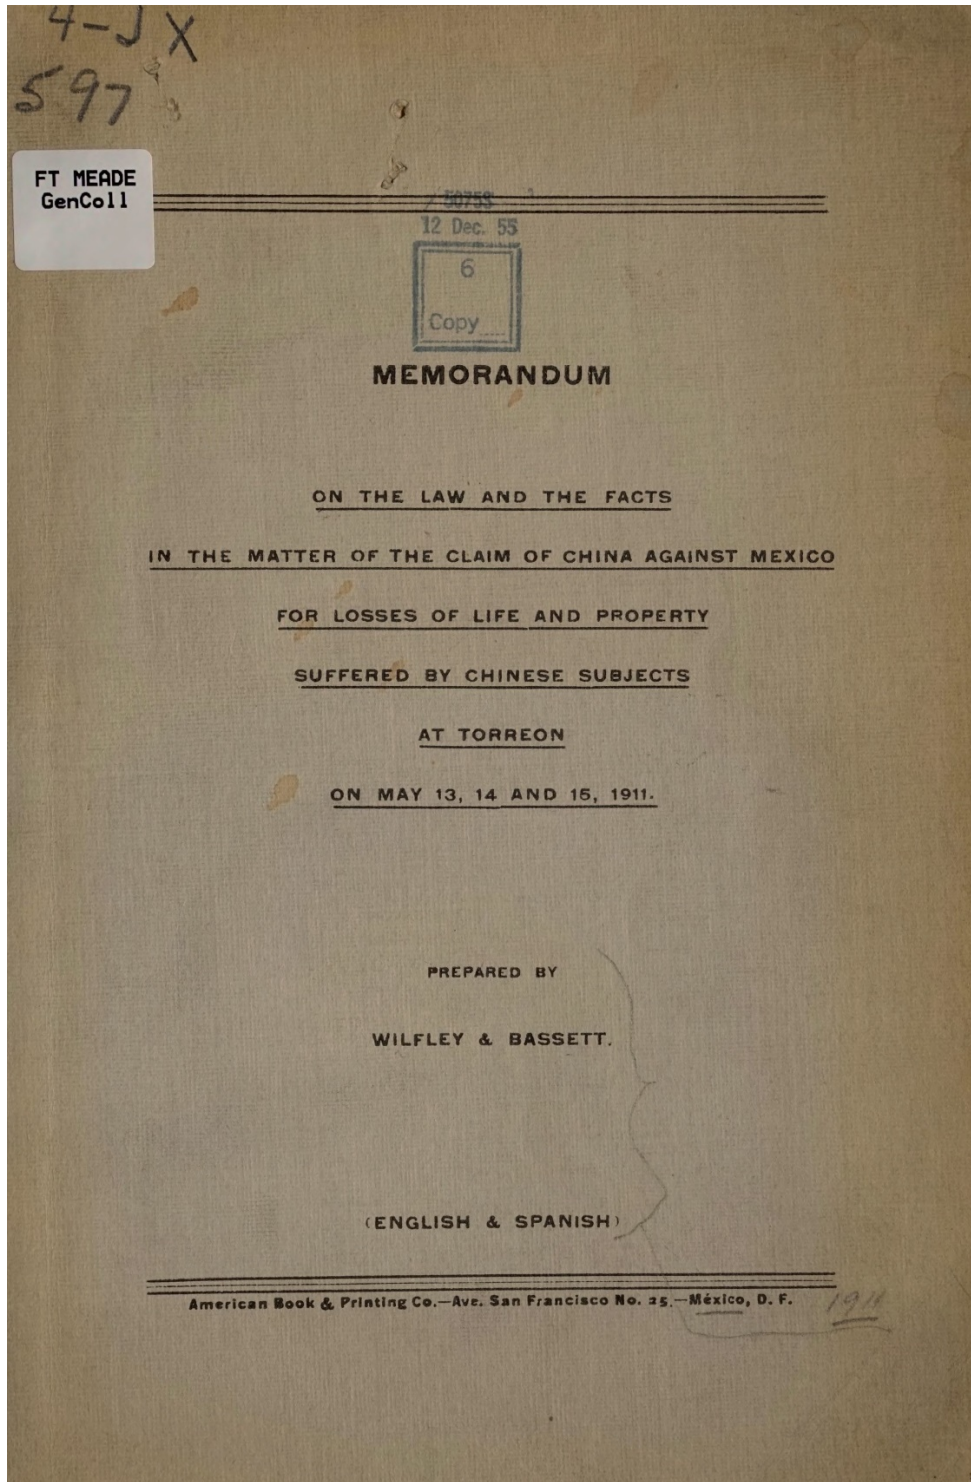 4-JX
597
FT MEADE
GenColl
12 Dec. 55
6
Copy
MEMORANDUM
ON THE LAW AND THE FACTS
IN THE MATTER OF THE CLAIM OF CHINA AGAINST MEXICO
FOR LOSSES OF LIFE AND PROPERTY
SUFFERED BY CHINESE SUBJECTS
AT TORREON
ON MAY 13, 14 AND 15, 1911.
PREPARED BY
WILFLEY & BASSETT.
(ENGLISH & SPANISH)
American Book & Printing Co.—Ave. San Francisco No. 25.—México, D. F.